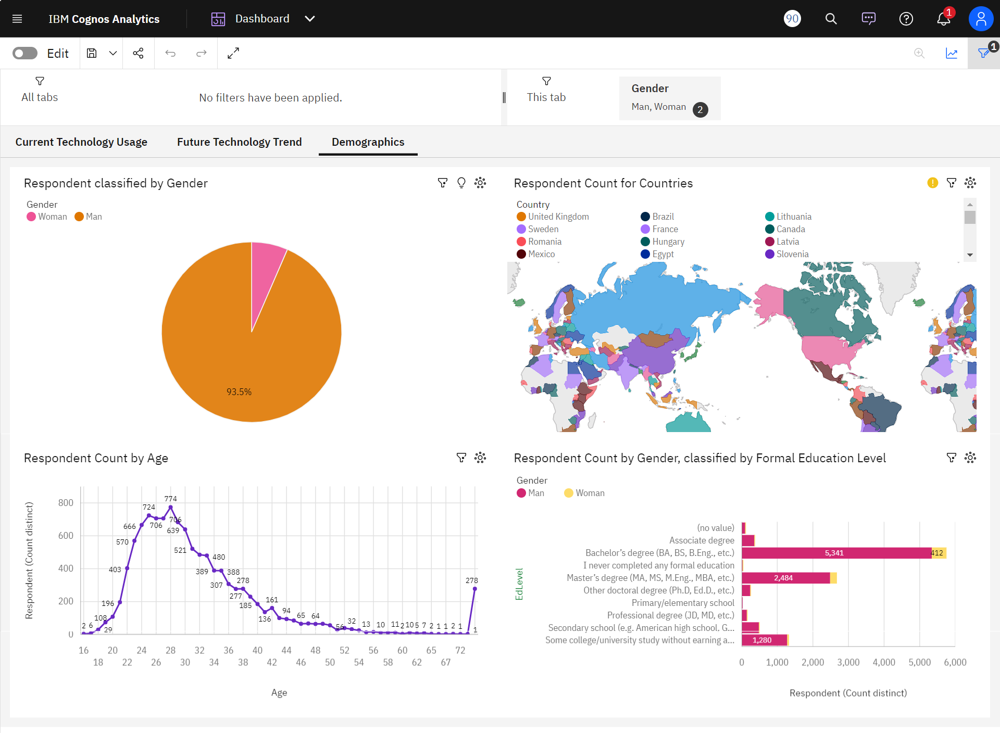 IBM Cognos Analytics
Dashboard
90
1
Edit
1
All tabs
No filters have been applied.
This tab
Gender
Man, Woman 2
Current Technology Usage
Future Technology Trend
Demographics
Respondent classified by Gender
Gender
Woman Man
93.5%
Respondent Count for Countries
Country
United Kingdom Brazil Lithuania
Sweden France Canada
Romania Hungary Latvia
Mexico Egypt Slovenia
Respondent Count by Age
Respondent (Count distinct)
800
600
400
200
0
2 6 29 108 196 403 570 666 724 706 774 706 639 521 480 389 388 307 277 278 185 136 161 94 65 64 56 32 13 10 11 2 10 5 7 2 1 1 2 1 1 278
16 20 24 28 32 36 40 44 48 52 56 60 65 72
18 22 26 30 34 38 42 46 50 54 58 62 67
Age
Respondent Count by Gender, classified by Formal Education Level
Gender
Man Woman
EdLevel
(no value)
Associate degree
Bachelor’s degree (BA, BS, B.Eng., etc.) 5,341 412
I never completed any formal education
Master’s degree (MA, MS, M.Eng., MBA, etc.) 2,484
Other doctoral degree (Ph.D, Ed.D., etc.)
Primary/elementary school
Professional degree (JD, MD, etc.)
Secondary school (e.g. American high school, G...
Some college/university study without earning a... 1,280
0 1,000 2,000 3,000 4,000 5,000 6,000
Respondent (Count distinct)